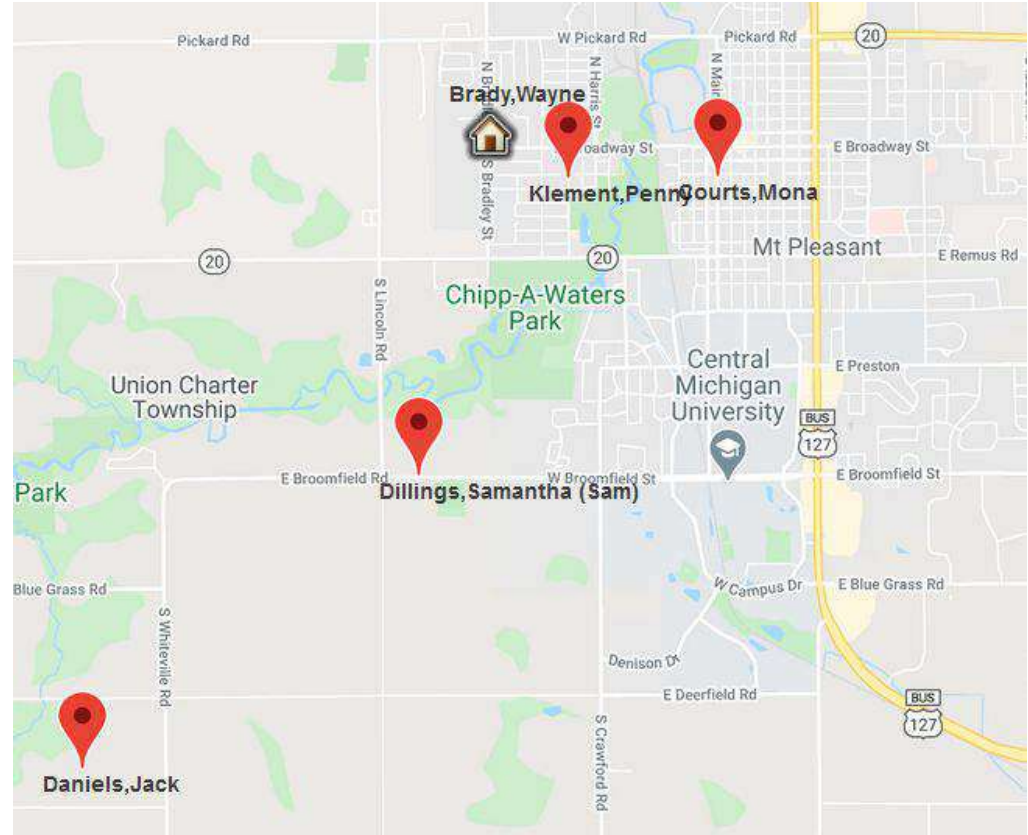 Pickard Rd
W Pickard Rd
Pickard Rd
20
N Harris St
N Main
Brady,Wayne
oadway St
E Broadway St
S Bradley St
Klement,Penny
Courts,Mona
Mt Pleasant
20
20
E Remus Rd
S Lincoln Rd
Chipp-A-Waters
Park
Union Charter
Township
Central
Michigan
University
E Preston
BUS
127
E Broomfield Rd
W Broomfield St
E Broomfield St
Dillings,Samantha (Sam)
Park
Blue Grass Rd
W Campus Dr
E Blue Grass Rd
S Whiteville Rd
Denison Dr
E Deerfield Rd
BUS
127
S Crawford Rd
Daniels,Jack